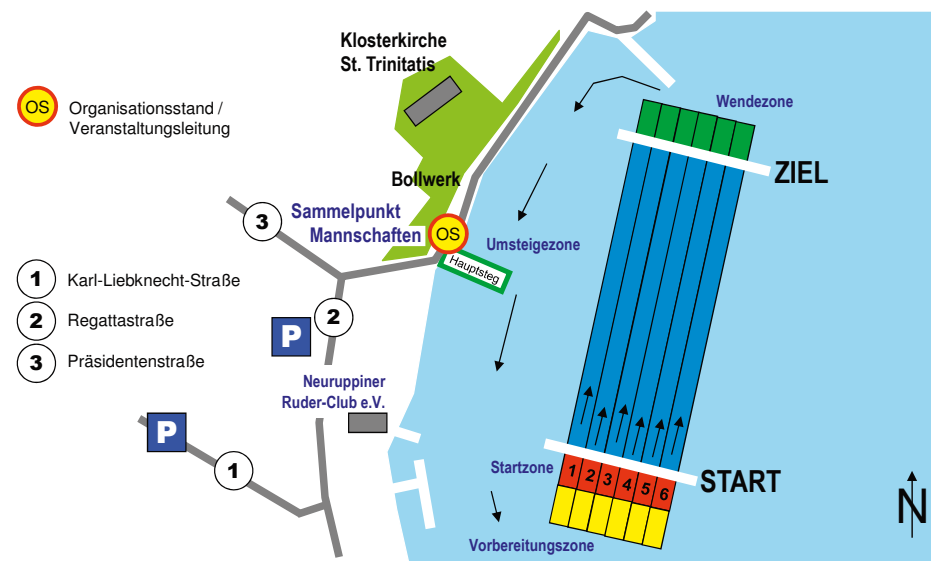 Klosterkirche
St. Trinitatis
Wendezone
OS
Organisationsstand /
Veranstaltungsleitung
ZIEL
Bollwerk
3
Sammelpunkt
Mannschaften
OS
Umsteigezone
Hauptsteg
1
Karl-Liebknecht-Straße
2
Regattastraße
3
Präsidentenstraße
2
P
Neuruppiner
Ruder-Club e.V.
P
1
Startzone
1 2 3 4 5 6
START
N
Vorbereitungszone